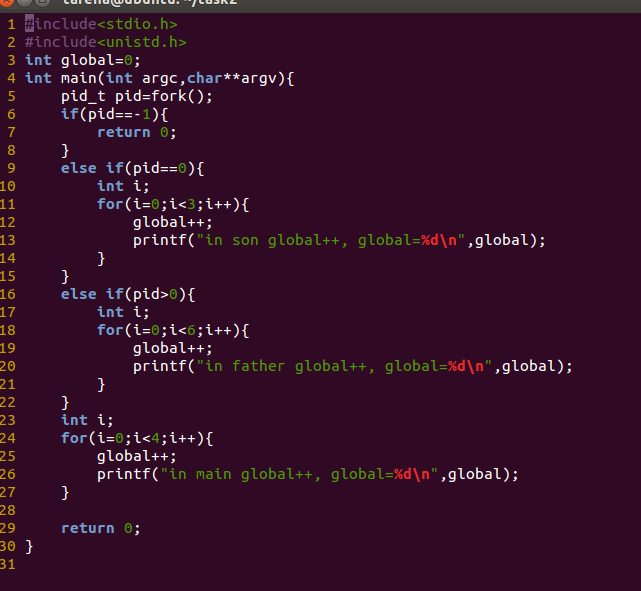 tarena@ubuntu: ~/task2
1 #include<stdio.h>
2 #include<unistd.h>
3 int global=0;
4 int main(int argc,char**argv){
5     pid_t pid=fork();
6     if(pid==-1){
7         return 0;
8     }
9     else if(pid==0){
10         int i;
11         for(i=0;i<3;i++){
12             global++;
13             printf("in son global++, global=%d\n",global);
14         }
15     }
16     else if(pid>0){
17         int i;
18         for(i=0;i<6;i++){
19             global++;
20             printf("in father global++, global=%d\n",global);
21         }
22     }
23     int i;
24     for(i=0;i<4;i++){
25         global++;
26         printf("in main global++, global=%d\n",global);
27     }
28
29     return 0;
30 }
31